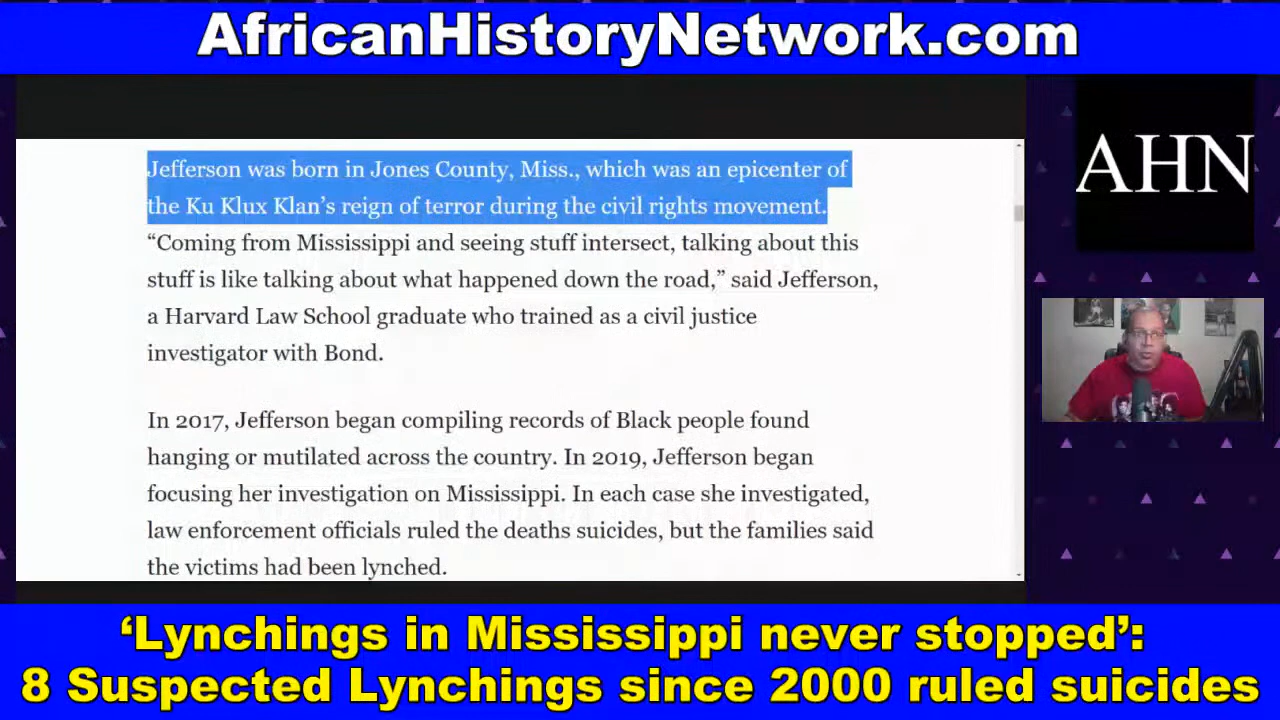 AfricanHistoryNetwork.com
Jefferson was born in Jones County, Miss., which was an epicenter of
the Ku Klux Klan’s reign of terror during the civil rights movement.
“Coming from Mississippi and seeing stuff intersect, talking about this
stuff is like talking about what happened down the road,” said Jefferson,
a Harvard Law School graduate who trained as a civil justice
investigator with Bond.
In 2017, Jefferson began compiling records of Black people found
hanging or mutilated across the country. In 2019, Jefferson began
focusing her investigation on Mississippi. In each case she investigated,
law enforcement officials ruled the deaths suicides, but the families said
the victims had been lynched.
AHN
‘Lynchings in Mississippi never stopped’:
8 Suspected Lynchings since 2000 ruled suicides